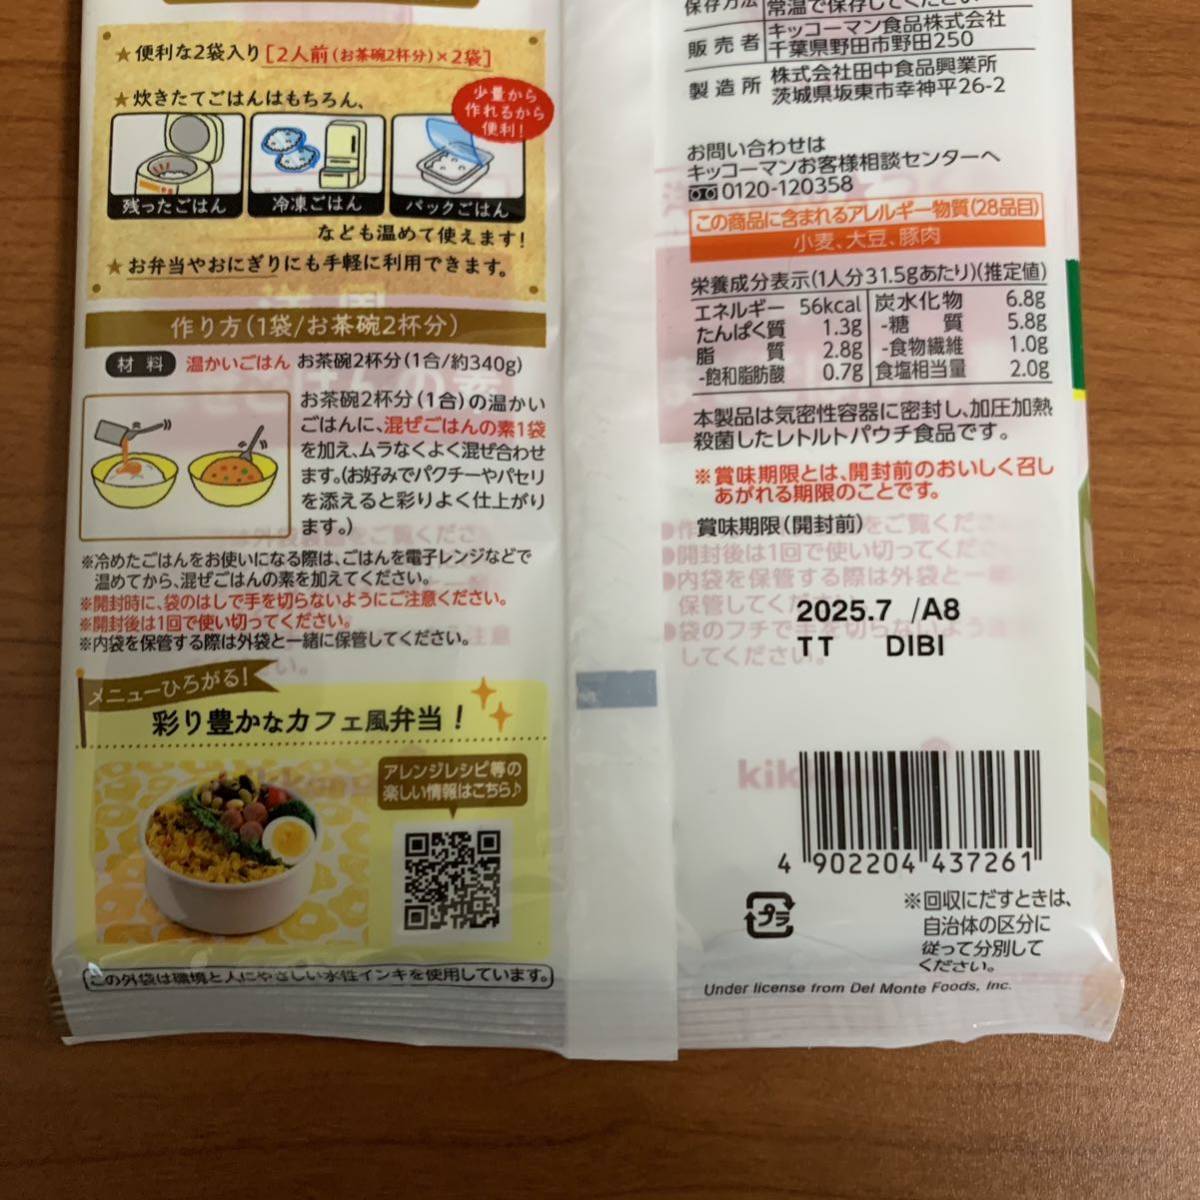 ★便利な2袋入り[2人前(お茶碗2杯分)×2袋]
★炊きたてごはんはもちろん、
少量から
作れるから
便利!
残ったごはん
冷凍ごはん
パックごはん
なども温めて使えます!
★お弁当やおにぎりにも手軽に利用できます。
作り方(1袋/お茶碗2杯分)
材料 温かいごはん お茶碗2杯分(1合/約340g)
お茶碗2杯分(1合)の温かい
ごはんに、混ぜごはんの素1袋
を加え、ムラなくよく混ぜ合わせ
ます。(お好みでパクチーやパセリ
を添えると彩りよく仕上がり
ます。)
※冷めたごはんをお使いになる際は、ごはんを電子レンジなどで
温めてから、混ぜごはんの素を加えてください。
※開封時に、袋のはしで手を切らないようにご注意ください。
※開封後は1回で使い切ってください。
※内袋を保管する際は外袋と一緒に保管してください。
メニューひろがる!
彩り豊かなカフェ風弁当!
アレンジレシピ等の
楽しい情報はこちら♪
この外袋は環境と人にやさしい水性インキを使用しています。
保存方法 常温で保存してください
販売者 キッコーマン食品株式会社
千葉県野田市野田250
製造所 株式会社田中食品興業所
茨城県坂東市幸神平26-2
お問い合わせは
キッコーマンお客様相談センターへ
0120-120358
この商品に含まれるアレルギー物質(28品目)
小麦、大豆、豚肉
栄養成分表示(1人分31.5gあたり)(推定値)
エネルギー 56kcal 炭水化物 6.8g
たんぱく質 1.3g -糖質 5.8g
脂質 2.8g -食物繊維 1.0g
-飽和脂肪酸 0.7g 食塩相当量 2.0g
本製品は気密性容器に密封し、加圧加熱
殺菌したレトルトパウチ食品です。
※賞味期限とは、開封前のおいしく召し
あがれる期限のことです。
賞味期限(開封前)
2025.7 /A8
TT DIBI
4 902204 437261
プラ
※回収にだすときは、
自治体の区分に
従って分別して
ください。
Under license from Del Monte Foods, Inc.